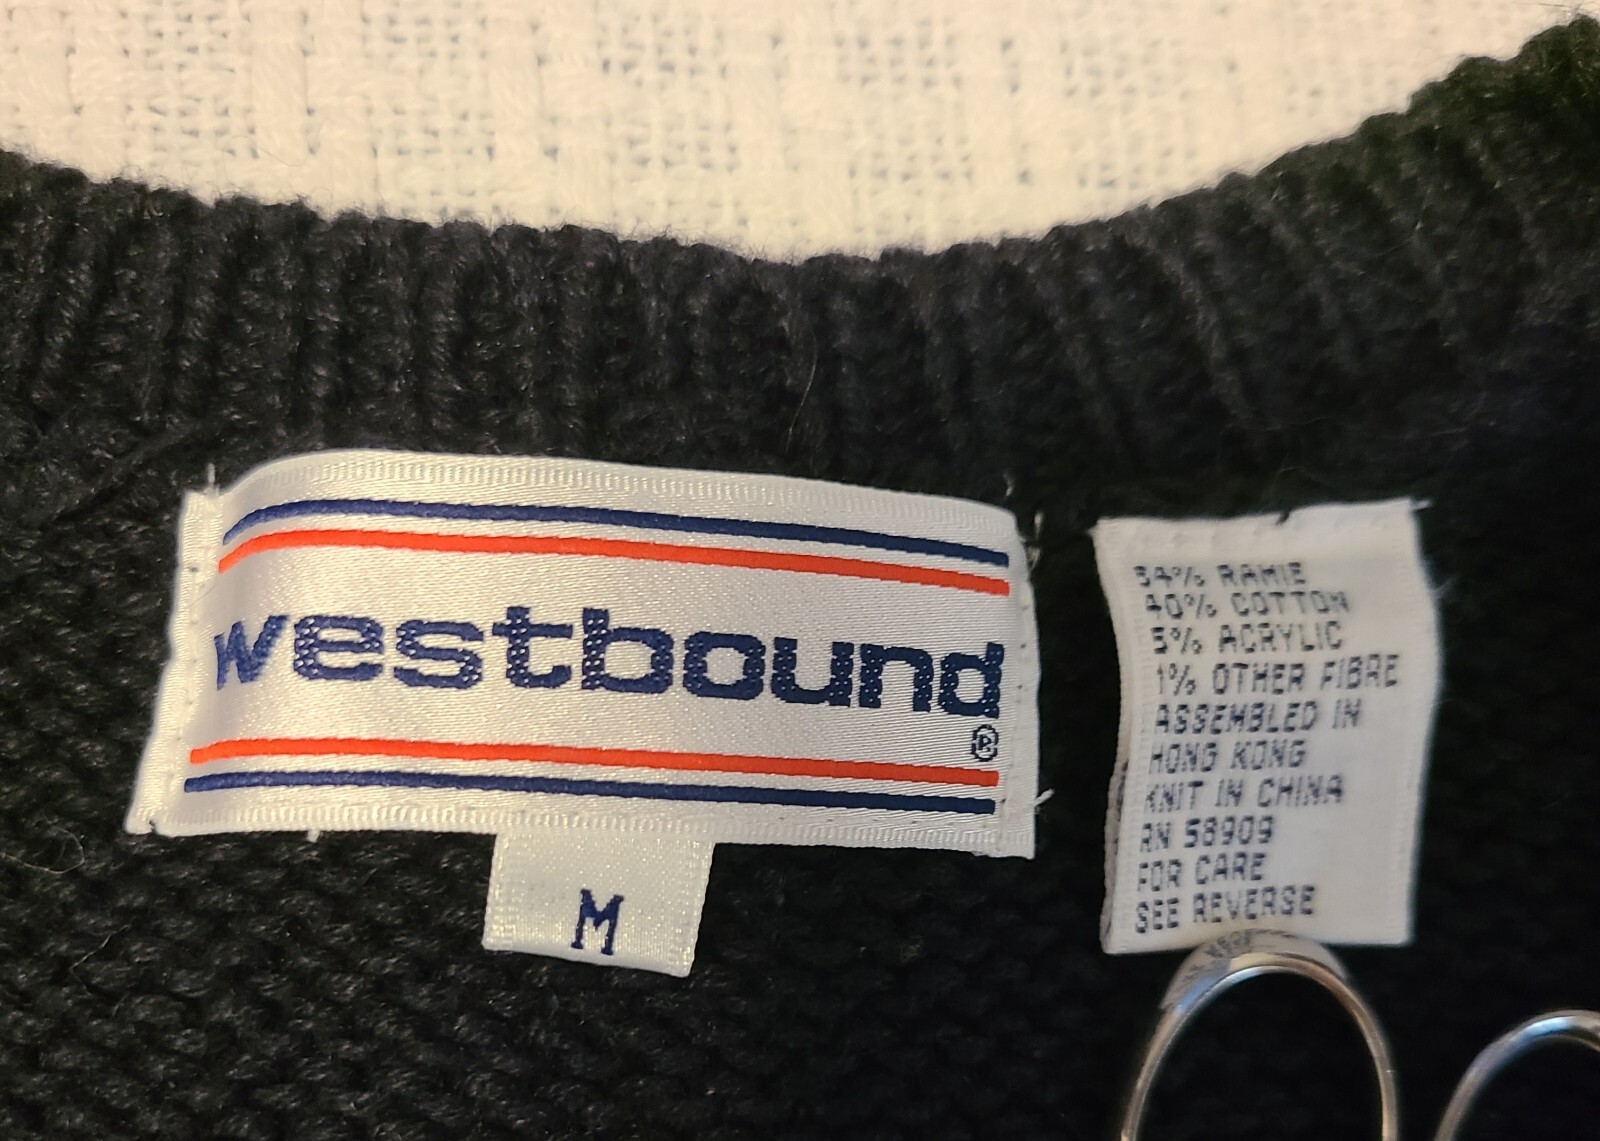 westbound
®
M
54% RAMIE
40% COTTON
5% ACRYLIC
1% OTHER FIBRE
ASSEMBLED IN
HONG KONG
KNIT IN CHINA
RN 58909
FOR CARE
SEE REVERSE